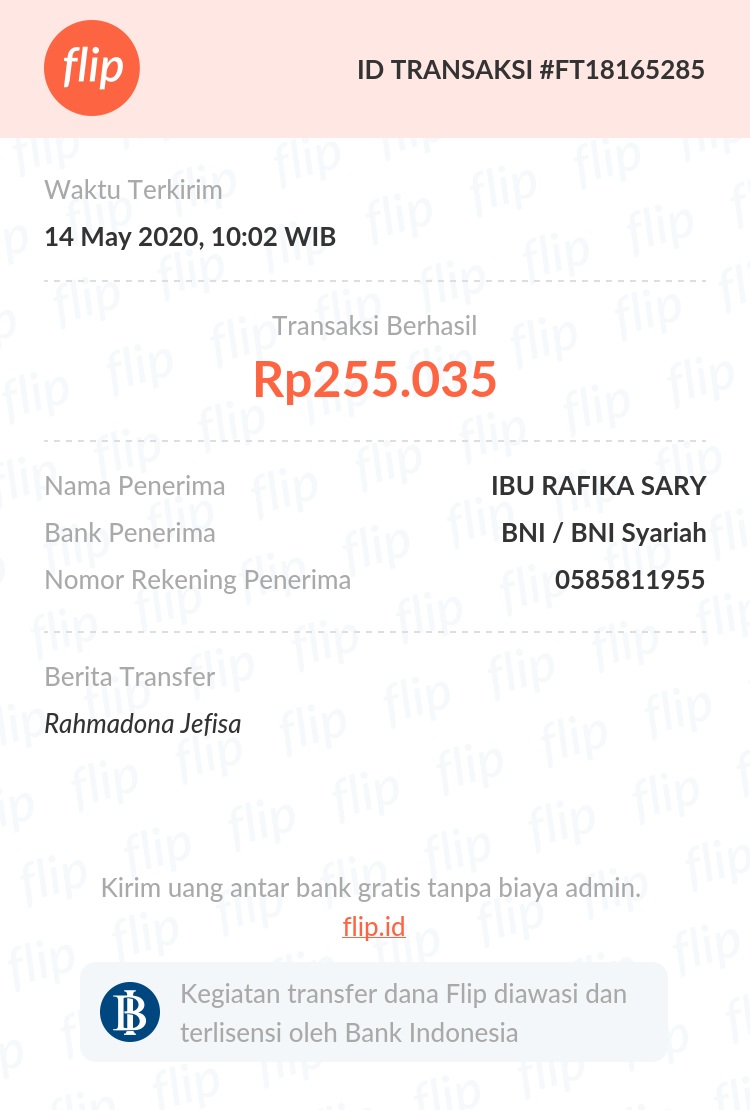 flip
ID TRANSAKSI #FT18165285
Waktu Terkirim
14 May 2020, 10:02 WIB
Transaksi Berhasil
Rp255.035
Nama Penerima IBU RAFIKA SARY
Bank Penerima BNI / BNI Syariah
Nomor Rekening Penerima 0585811955
Berita Transfer
Rahmadona Jefisa
Kirim uang antar bank gratis tanpa biaya admin.
flip.id
Kegiatan transfer dana Flip diawasi dan
terlisensi oleh Bank Indonesia